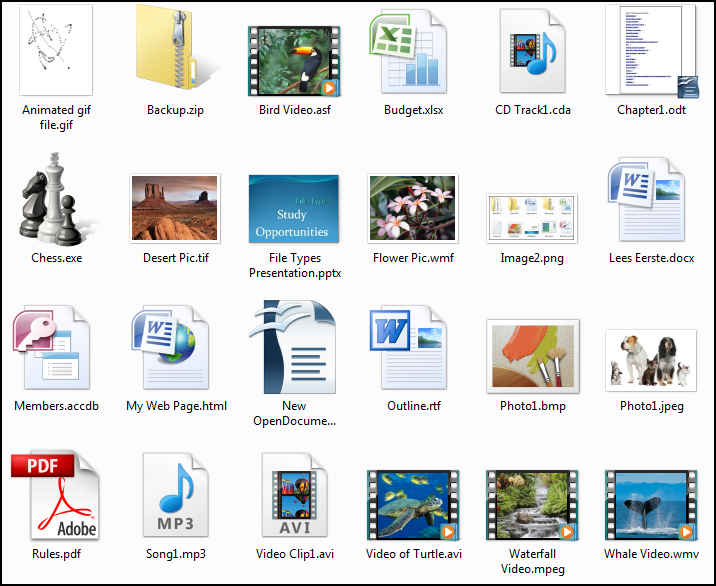 Animated gif
file.gif
Backup.zip
Bird Video.asf
Budget.xlsx
CD Track1.cda
Chapter1.odt
Chess.exe
Desert Pic.tif
File Types
Study
Opportunities
File Types
Presentation.pptx
Flower Pic.wmf
Image2.png
W
Lees Eerste.docx
Members.accdb
W
My Web Page.html
New
OpenDocume...
W
Outline.rtf
Photo1.bmp
Photo1.jpeg
PDF
Adobe
Rules.pdf
MP3
Song1.mp3
AVI
Video Clip1.avi
Video of Turtle.avi
Waterfall
Video.mpeg
Whale Video.wmv